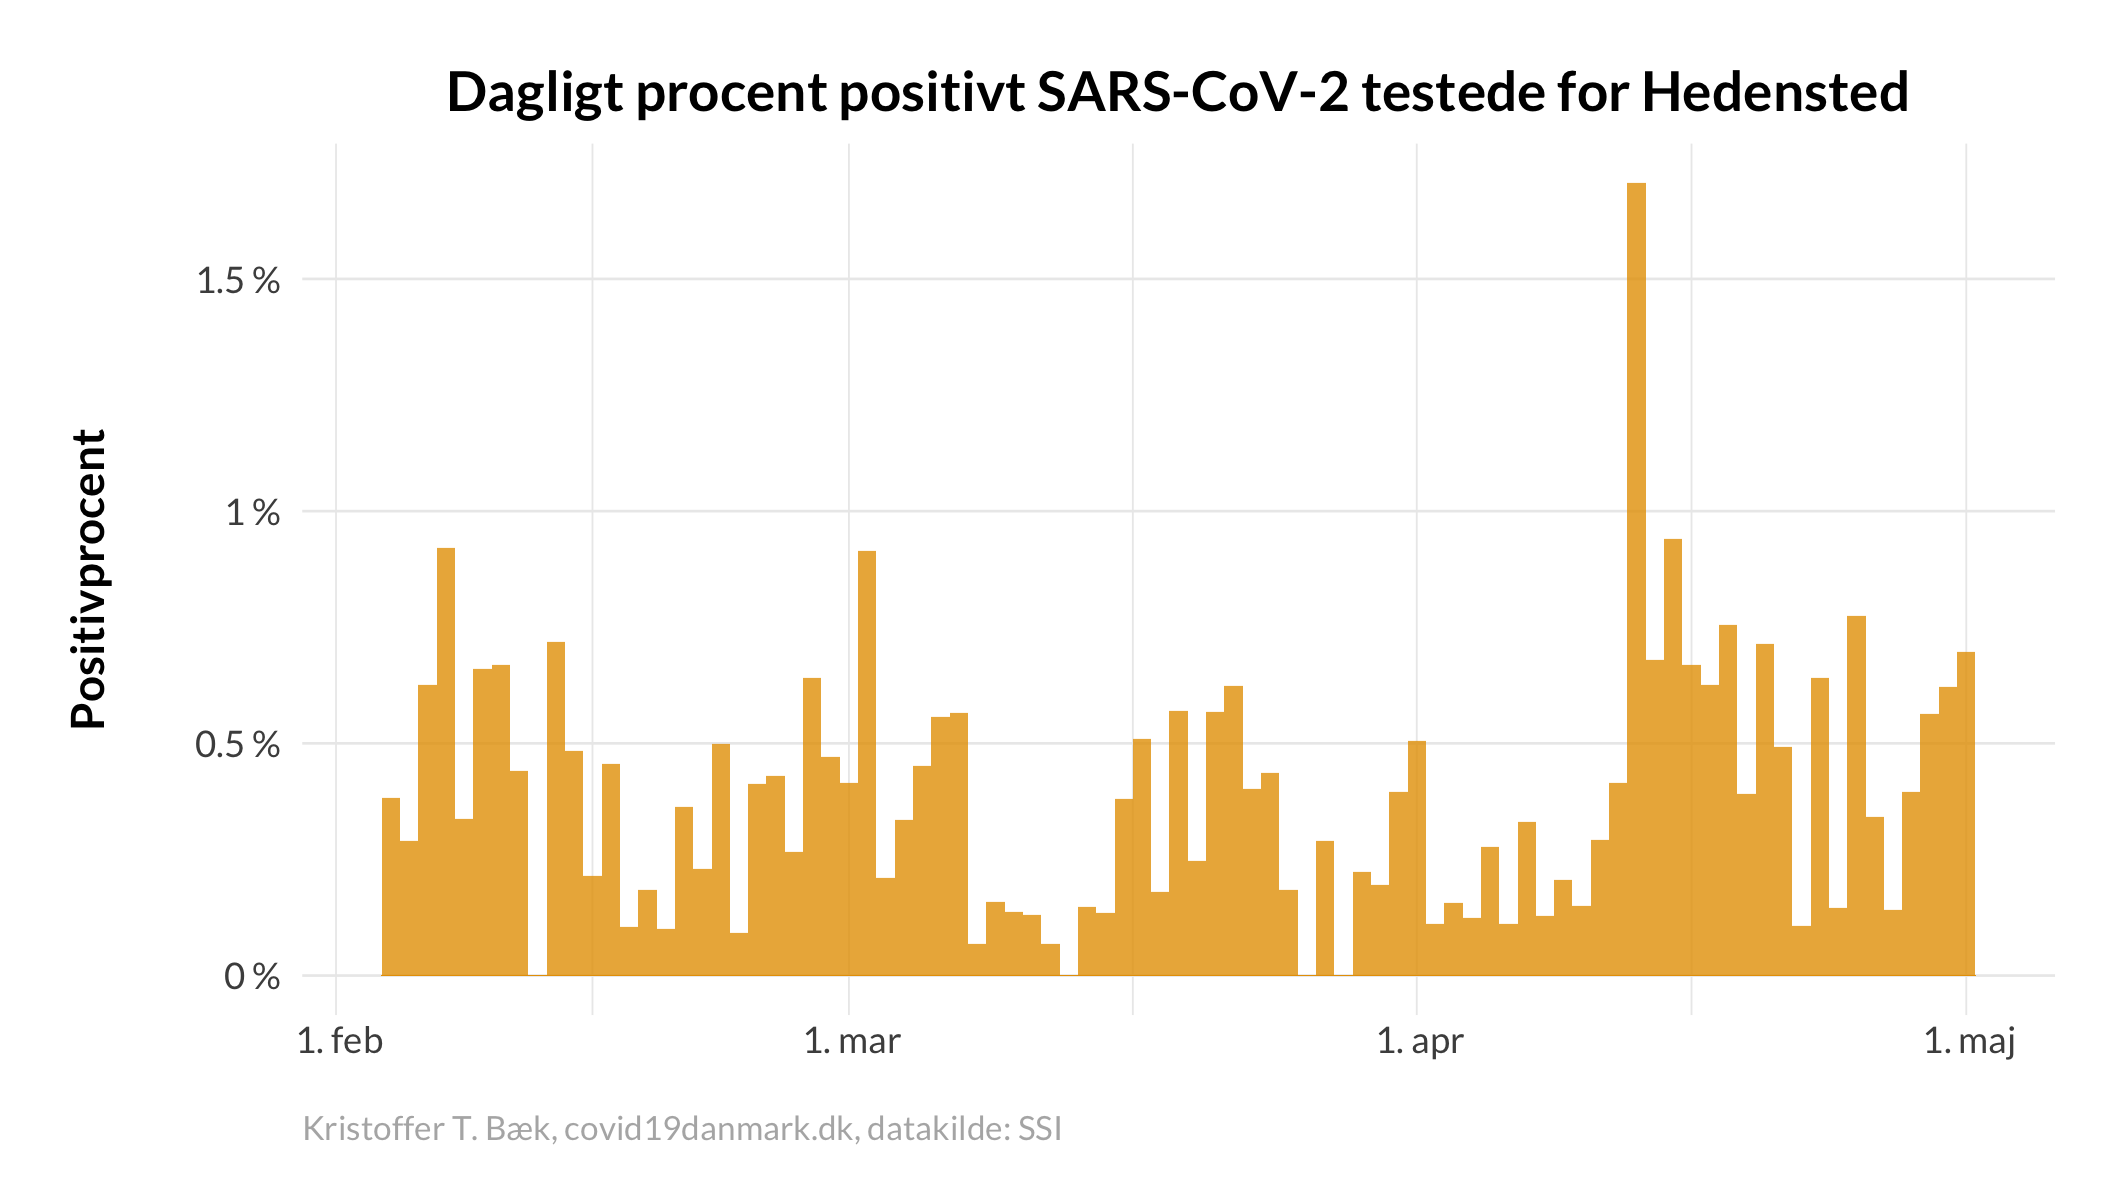 Dagligt procent positivt SARS-CoV-2 testede for Hedensted
Positivprocent
1.5 %
1 %
0.5 %
0 %
1. feb
1. mar
1. apr
1. maj
Kristoffer T. Bæk, covid19danmark.dk, datakilde: SSI